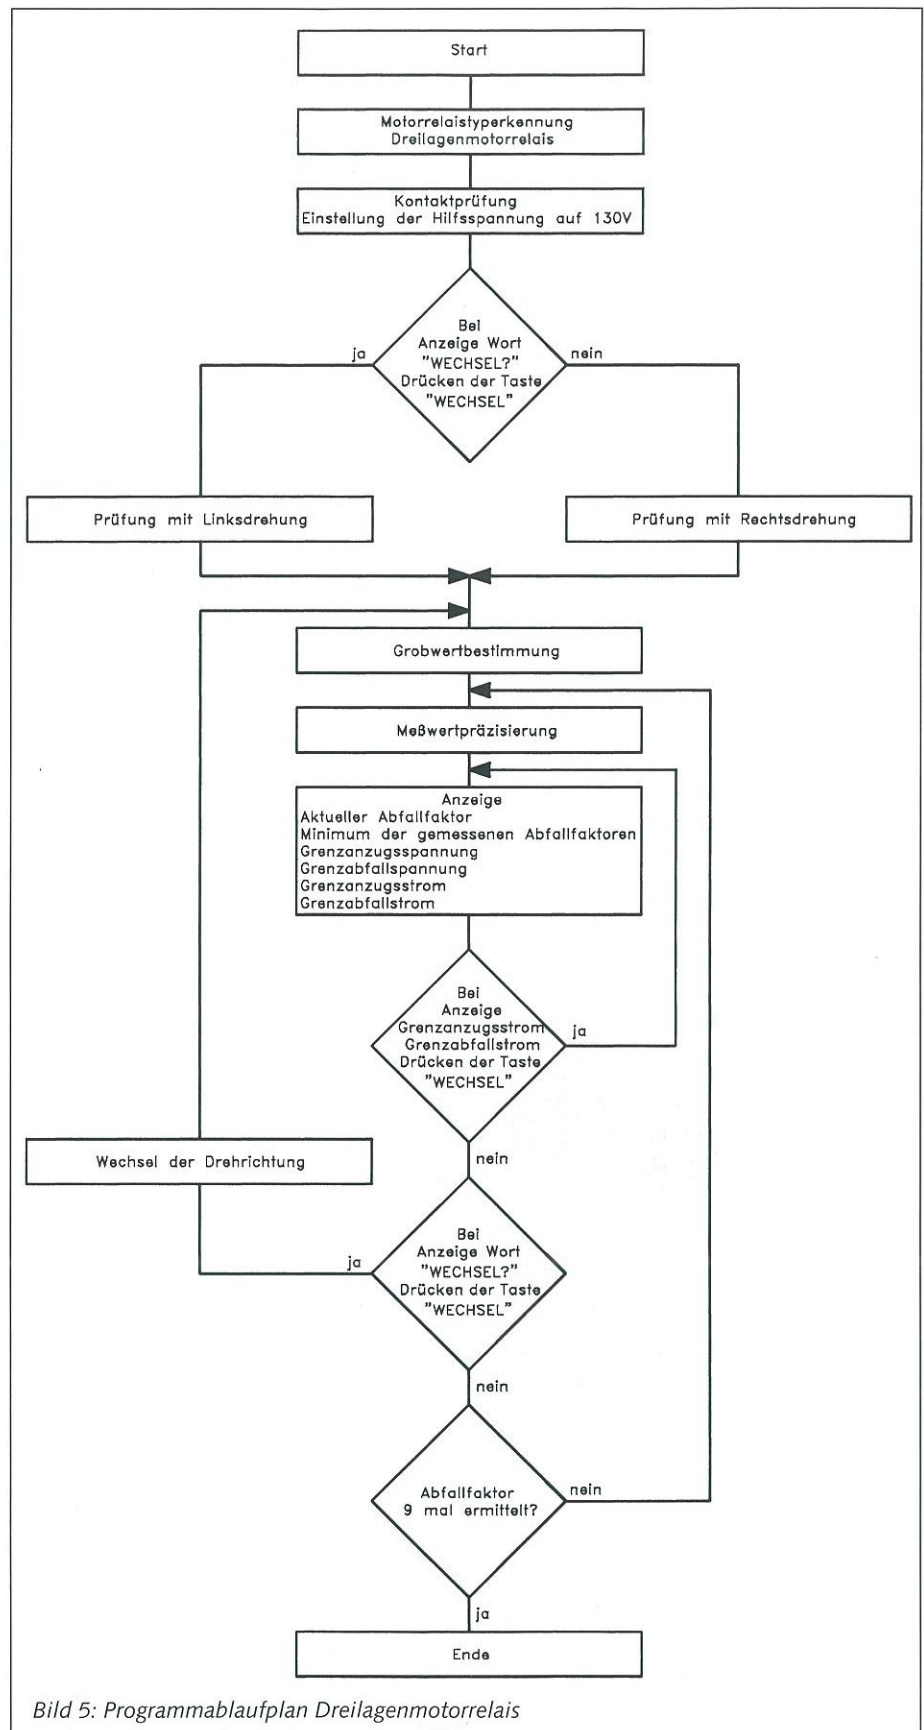 Start
Motorrelaistyperkennung
Dreilagenmotorrelais
Kontaktprüfung
Einstellung der Hilfsspannung auf 130V
Bei
Anzeige Wort
"WECHSEL?"
Drücken der Taste
"WECHSEL"
ja
nein
Prüfung mit Linksdrehung
Prüfung mit Rechtsdrehung
Grobwertbestimmung
Meßwertpräzisierung
Anzeige
Aktueller Abfallfaktor
Minimum der gemessenen Abfallfaktoren
Grenzanzugsspannung
Grenzabfallspannung
Grenzanzugsstrom
Grenzabfallstrom
Bei
Anzeige
Grenzanzugsstrom
Grenzabfallstrom
Drücken der Taste
"WECHSEL"
ja
nein
Wechsel der Drehrichtung
Bei
Anzeige Wort
"WECHSEL?"
Drücken der Taste
"WECHSEL"
ja
nein
Abfallfaktor
9 mal ermittelt?
nein
ja
Ende
Bild 5: Programmablaufplan Dreilagenmotorrelais